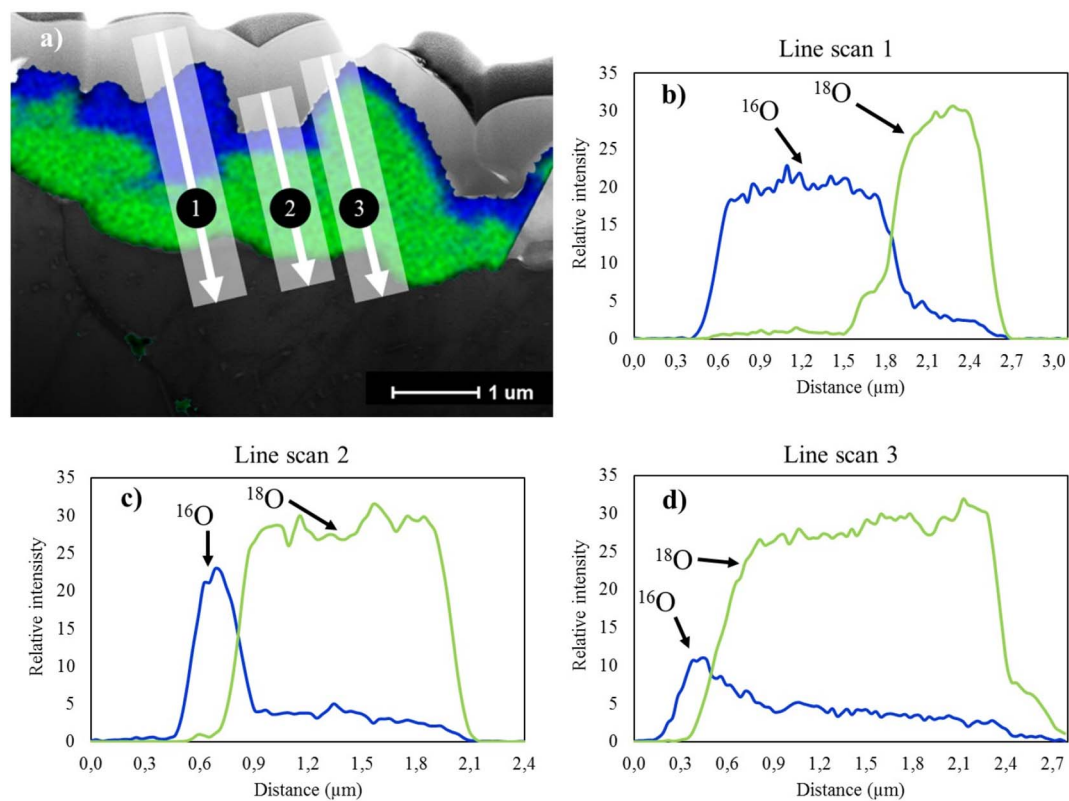 a)
1
2
3
1 um
Line scan 1
b)
¹⁶O
¹⁸O
Relative intensity
35
30
25
20
15
10
5
0
0,0 0,3 0,6 0,9 1,2 1,5 1,8 2,1 2,4 2,7 3,0
Distance (µm)
Line scan 2
c)
¹⁶O
¹⁸O
Relative intensisty
35
30
25
20
15
10
5
0
0,0 0,3 0,6 0,9 1,2 1,5 1,8 2,1 2,4
Distance (µm)
Line scan 3
d)
¹⁸O
¹⁶O
Relative intensity
35
30
25
20
15
10
5
0
0,0 0,3 0,6 0,9 1,2 1,5 1,8 2,1 2,4 2,7
Distance (µm)